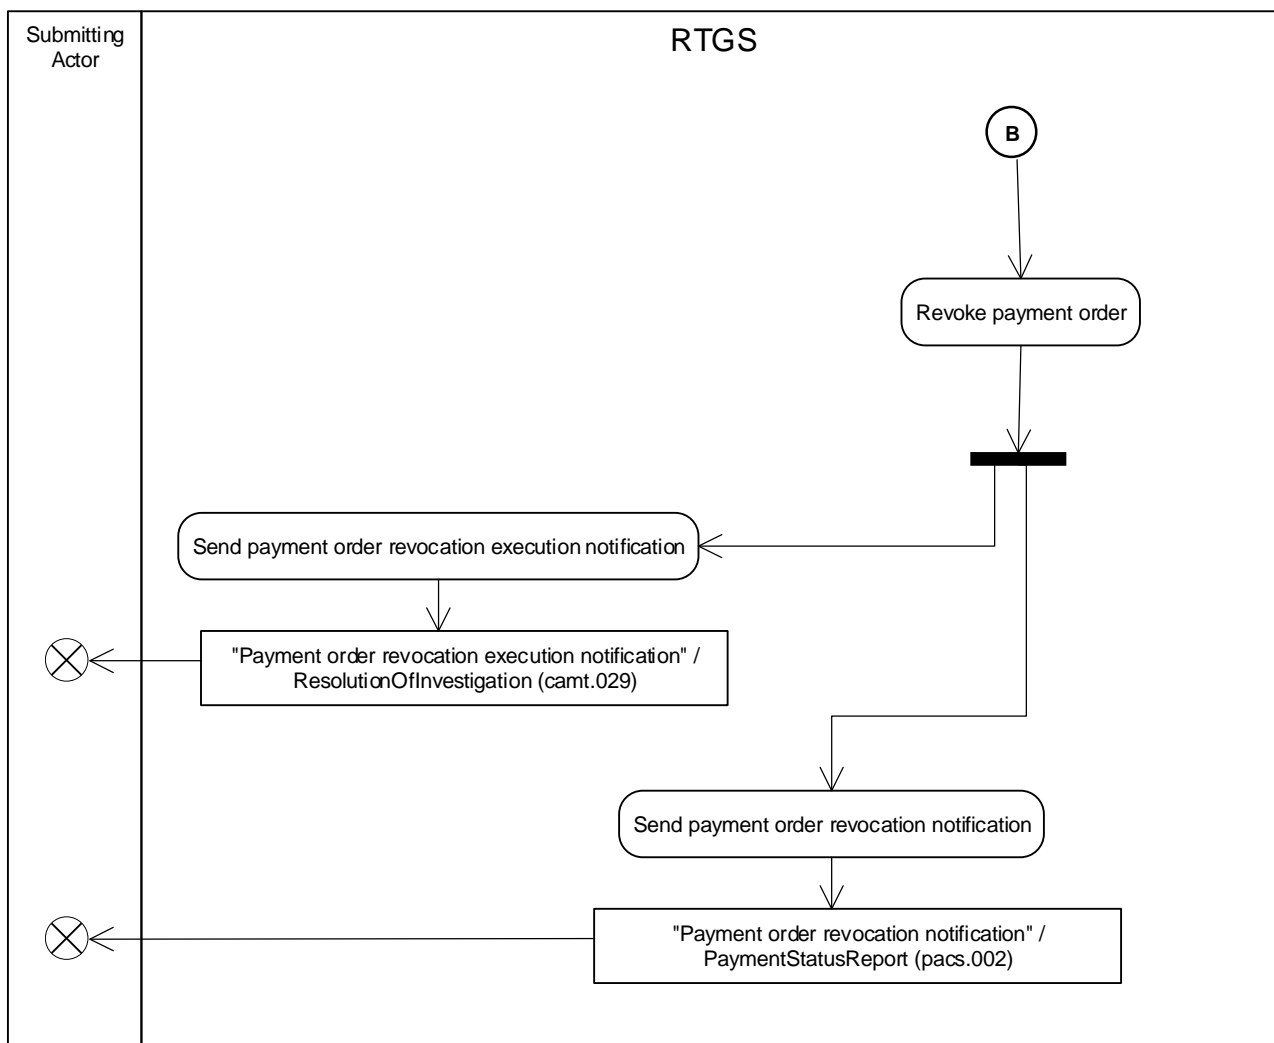 Submitting
Actor
RTGS
B
Revoke payment order
Send payment order revocation execution notification
"Payment order revocation execution notification" /
ResolutionOfInvestigation (camt.029)
Send payment order revocation notification
"Payment order revocation notification" /
PaymentStatusReport (pacs.002)